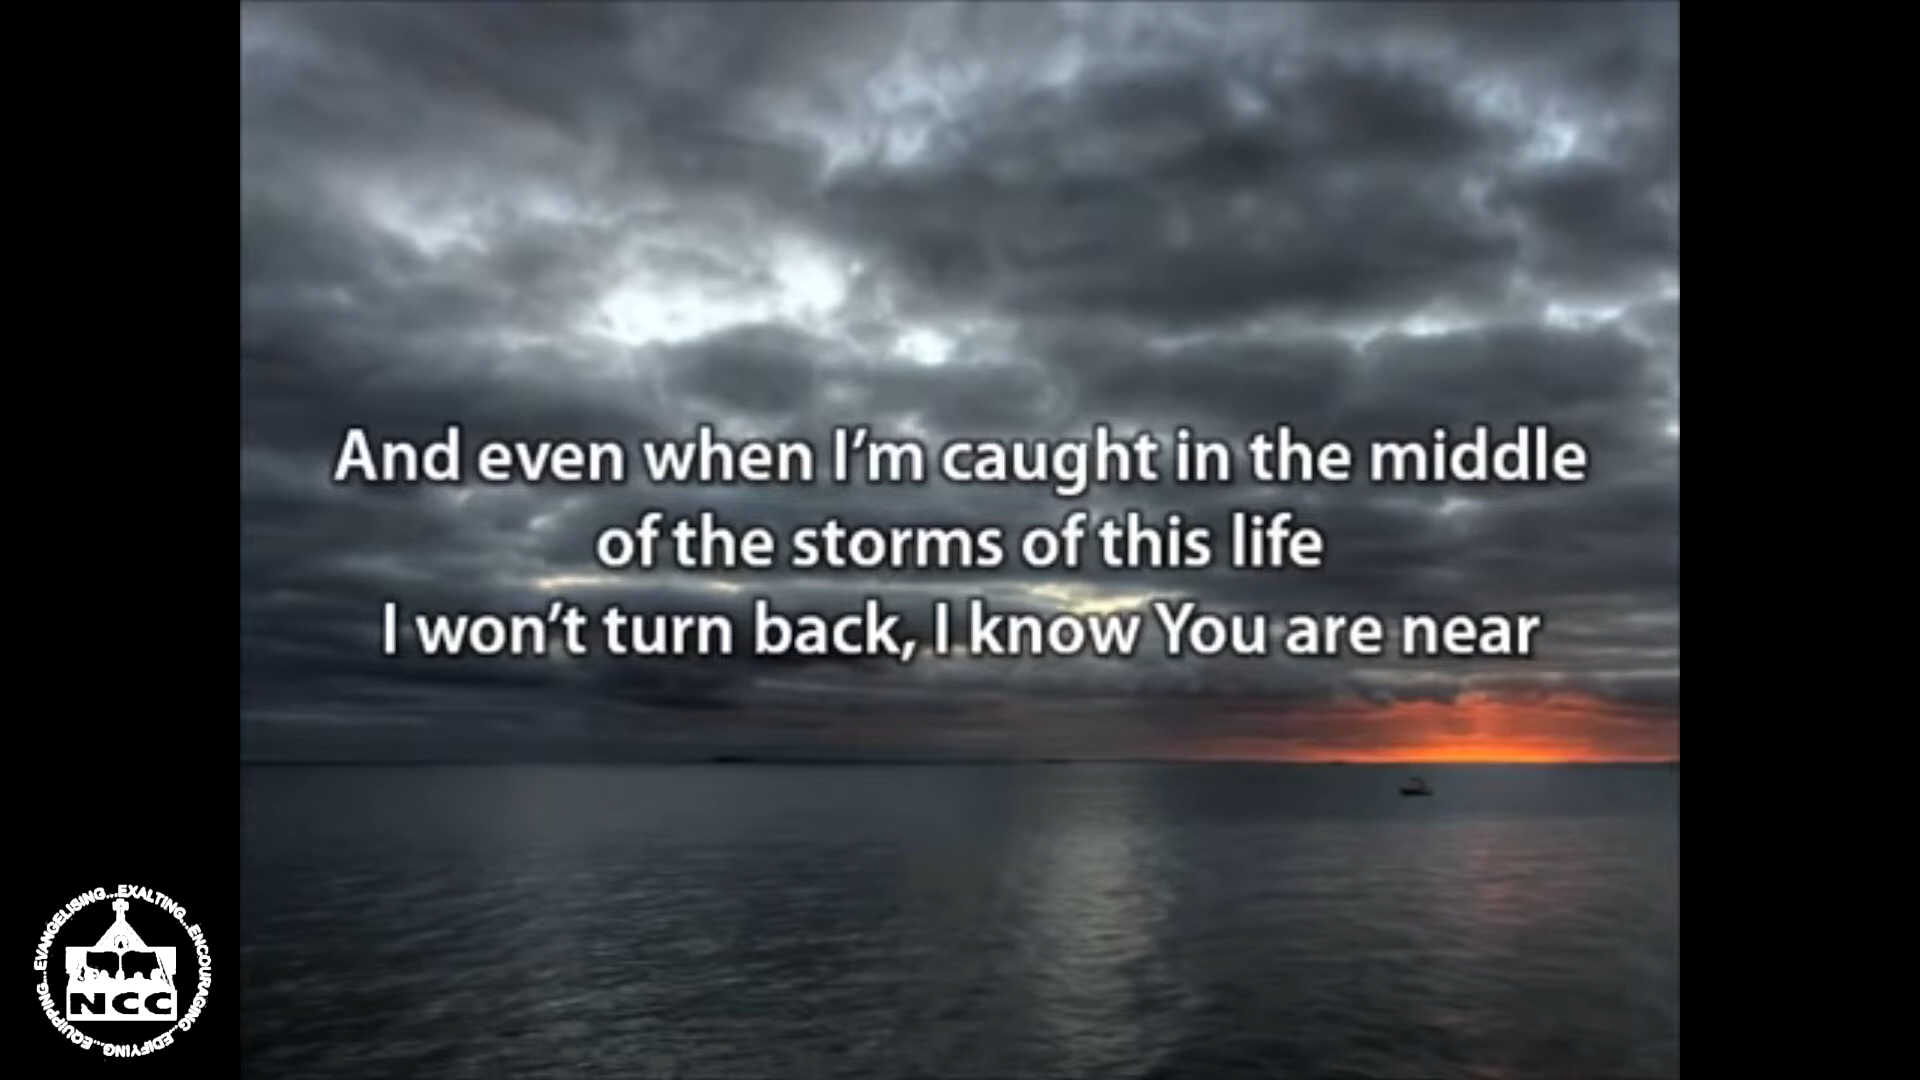 And even when I'm caught in the middle
of the storms of this life
I won't turn back, I know You are near
EVANGELISING...EXALTING...ENCOURAGING...EDIFYING...EQUIPPING...
NCC